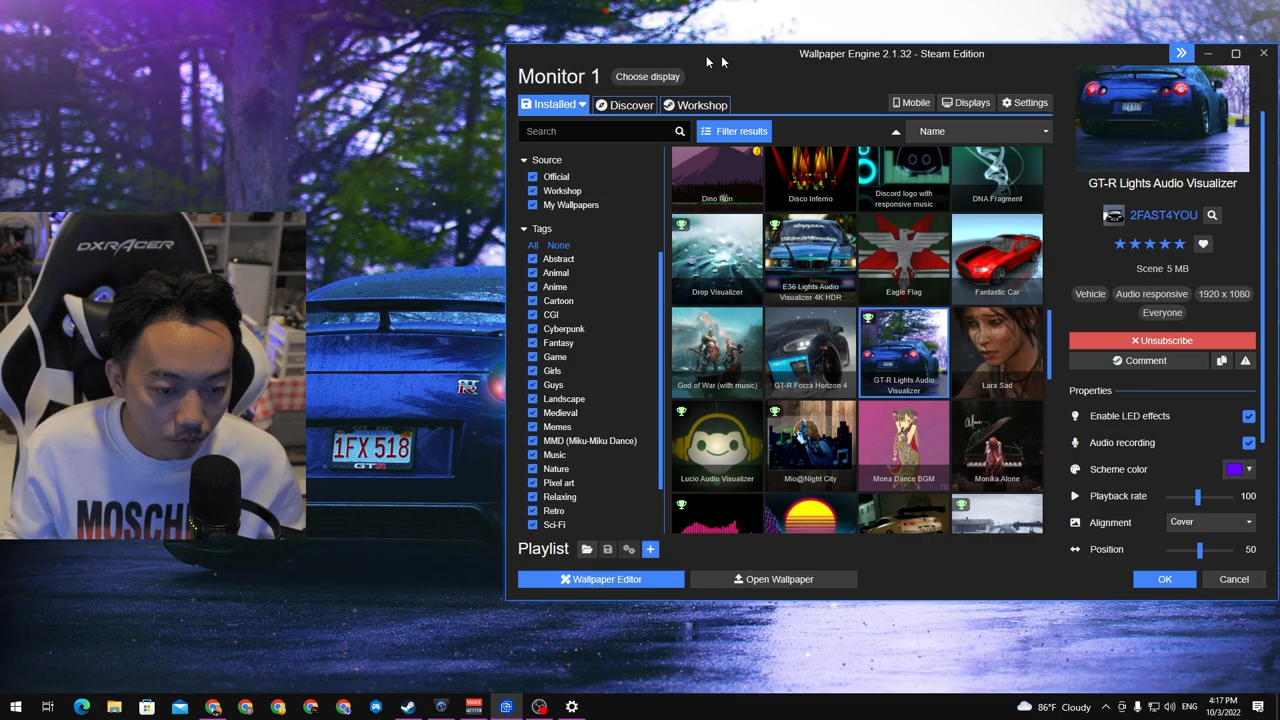 Wallpaper Engine 2.1.32 - Steam Edition
Monitor 1
Choose display
Installed
Discover
Workshop
Mobile
Displays
Settings
Search
Filter results
Name
Source
Official
Workshop
My Wallpapers
Tags
All None
Abstract
Animal
Anime
Cartoon
CGI
Cyberpunk
Fantasy
Game
Girls
Guys
Landscape
Medieval
Memes
MMD (Miku-Miku Dance)
Music
Nature
Pixel art
Relaxing
Retro
Sci-Fi
Dino Run
Disco Inferno
Discord logo with
responsive music
DNA Fragment
Drop Visualizer
E36 Lights Audio
Visualizer 4K HDR
Eagle Flag
Fantastic Car
God of War (with music)
GT-R Forza Horizon 4
GT-R Lights Audio
Visualizer
Lara Sad
Lucio Audio Visualizer
Mio@Night City
Mona Dance BGM
Monika Alone
GT-R Lights Audio Visualizer
2FAST4YOU
Scene 5 MB
Vehicle
Audio responsive
1920 x 1080
Everyone
Unsubscribe
Comment
Properties
Enable LED effects
Audio recording
Scheme color
Playback rate
100
Alignment
Cover
Position
50
Playlist
Wallpaper Editor
Open Wallpaper
OK
Cancel
DXRACER
MOSCHI
GT R
1FX 518
GTR
86°F Cloudy
ENG
4:17 PM
10/3/2022